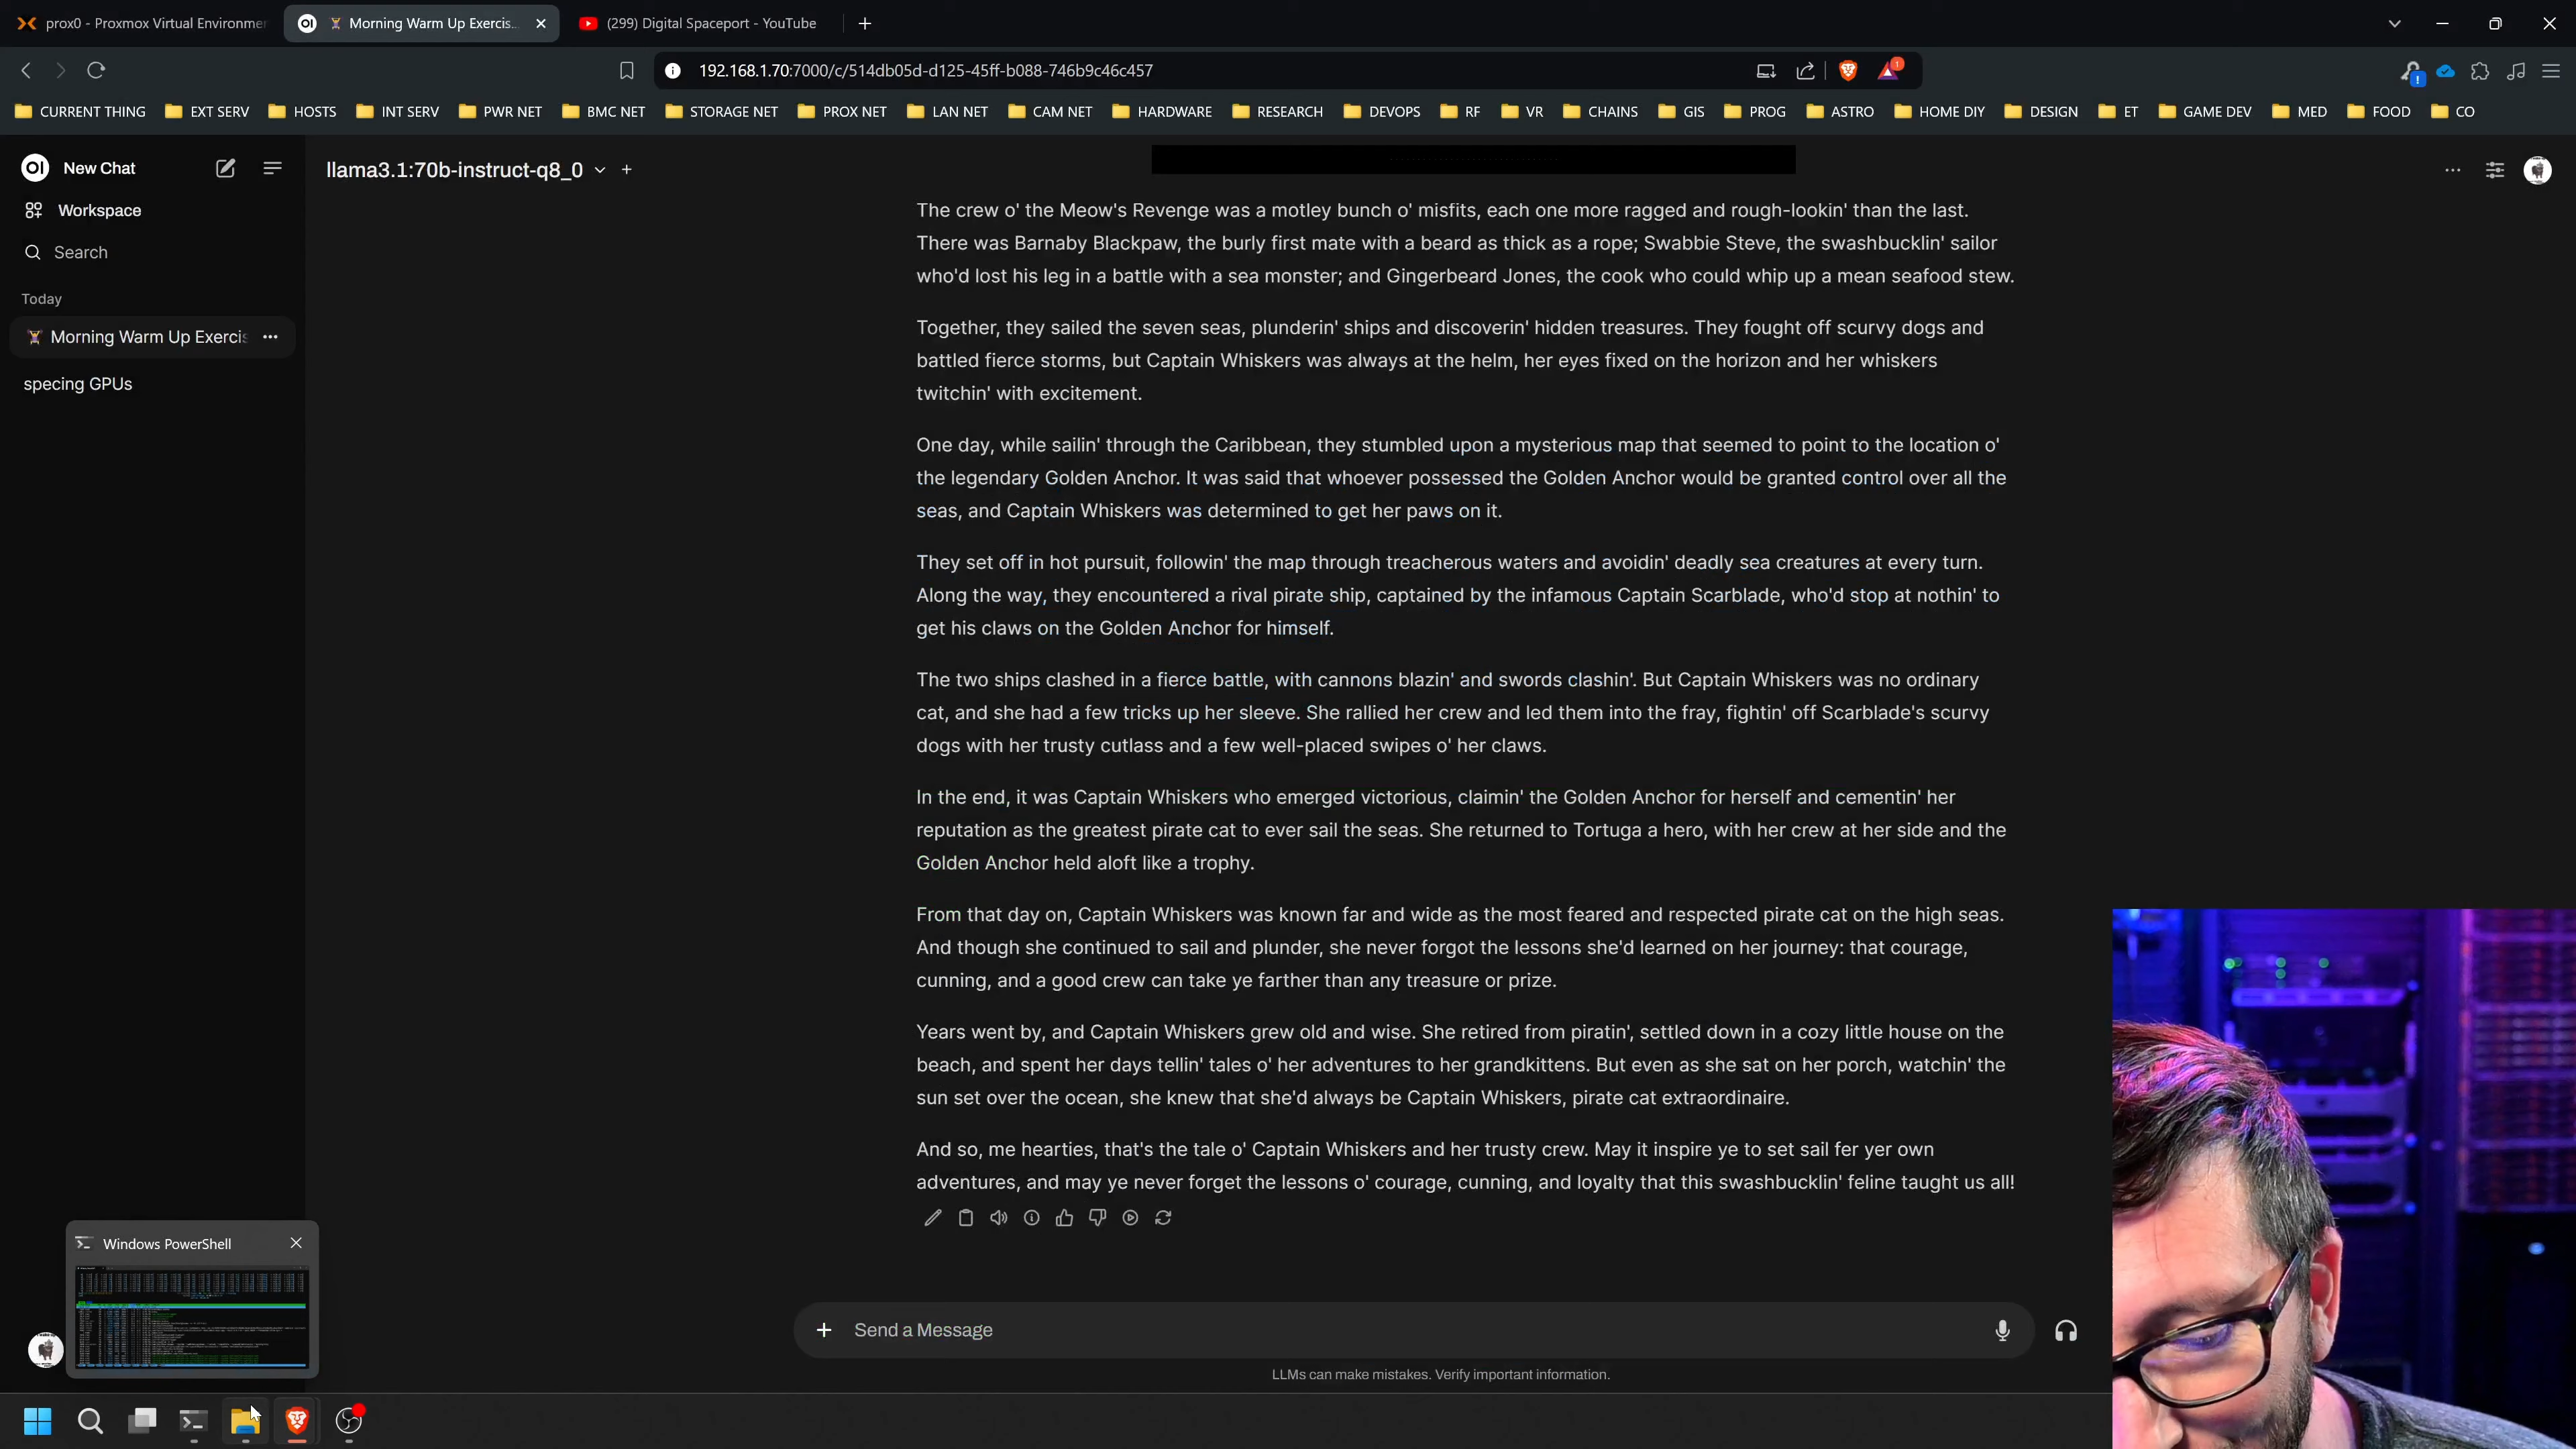 prox0 - Proxmox Virtual Environmer
Morning Warm Up Exercis...
(299) Digital Spaceport - YouTube
192.168.1.70:7000/c/514db05d-d125-45ff-b088-746b9c46c457
CURRENT THING EXT SERV HOSTS INT SERV PWR NET BMC NET STORAGE NET PROX NET LAN NET CAM NET HARDWARE RESEARCH DEVOPS RF VR CHAINS GIS PROG ASTRO HOME DIY DESIGN ET GAME DEV MED FOOD CO
OI New Chat
llama3.1:70b-instruct-q8_0
Workspace
Search
Today
Morning Warm Up Exercis
specing GPUs
The crew o' the Meow's Revenge was a motley bunch o' misfits, each one more ragged and rough-lookin' than the last.
There was Barnaby Blackpaw, the burly first mate with a beard as thick as a rope; Swabbie Steve, the swashbucklin' sailor
who'd lost his leg in a battle with a sea monster; and Gingerbeard Jones, the cook who could whip up a mean seafood stew.
Together, they sailed the seven seas, plunderin' ships and discoverin' hidden treasures. They fought off scurvy dogs and
battled fierce storms, but Captain Whiskers was always at the helm, her eyes fixed on the horizon and her whiskers
twitchin' with excitement.
One day, while sailin' through the Caribbean, they stumbled upon a mysterious map that seemed to point to the location o'
the legendary Golden Anchor. It was said that whoever possessed the Golden Anchor would be granted control over all the
seas, and Captain Whiskers was determined to get her paws on it.
They set off in hot pursuit, followin' the map through treacherous waters and avoidin' deadly sea creatures at every turn.
Along the way, they encountered a rival pirate ship, captained by the infamous Captain Scarblade, who'd stop at nothin' to
get his claws on the Golden Anchor for himself.
The two ships clashed in a fierce battle, with cannons blazin' and swords clashin'. But Captain Whiskers was no ordinary
cat, and she had a few tricks up her sleeve. She rallied her crew and led them into the fray, fightin' off Scarblade's scurvy
dogs with her trusty cutlass and a few well-placed swipes o' her claws.
In the end, it was Captain Whiskers who emerged victorious, claimin' the Golden Anchor for herself and cementin' her
reputation as the greatest pirate cat to ever sail the seas. She returned to Tortuga a hero, with her crew at her side and the
Golden Anchor held aloft like a trophy.
From that day on, Captain Whiskers was known far and wide as the most feared and respected pirate cat on the high seas.
And though she continued to sail and plunder, she never forgot the lessons she'd learned on her journey: that courage,
cunning, and a good crew can take ye farther than any treasure or prize.
Years went by, and Captain Whiskers grew old and wise. She retired from piratin', settled down in a cozy little house on the
beach, and spent her days tellin' tales o' her adventures to her grandkittens. But even as she sat on her porch, watchin' the
sun set over the ocean, she knew that she'd always be Captain Whiskers, pirate cat extraordinaire.
And so, me hearties, that's the tale o' Captain Whiskers and her trusty crew. May it inspire ye to set sail fer yer own
adventures, and may ye never forget the lessons o' courage, cunning, and loyalty that this swashbucklin' feline taught us all!
Windows PowerShell
Send a Message
LLMs can make mistakes. Verify important information.